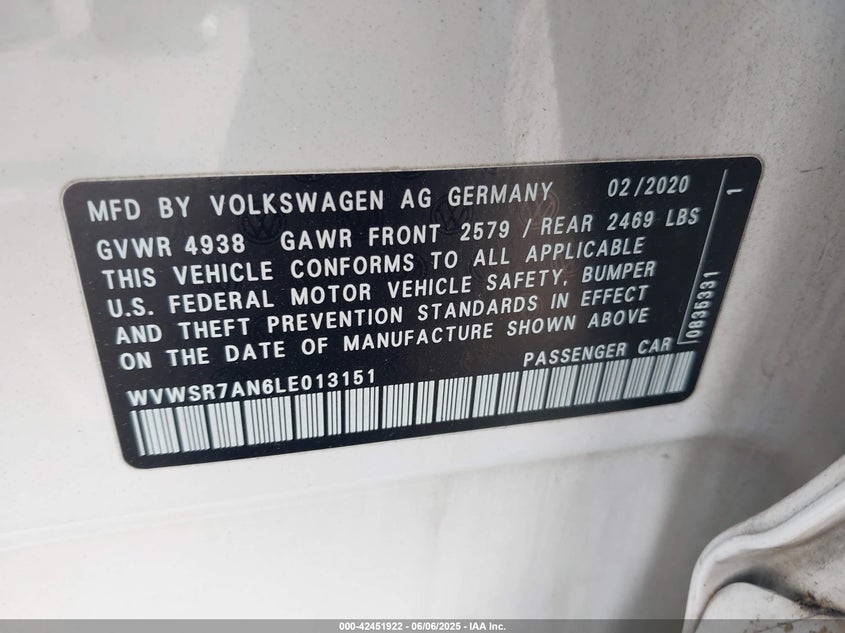 MFD BY VOLKSWAGEN AG GERMANY 02/2020
GVWR 4938 GAWR FRONT 2579 / REAR 2469 LBS
THIS VEHICLE CONFORMS TO ALL APPLICABLE
U.S. FEDERAL MOTOR VEHICLE SAFETY, BUMPER
AND THEFT PREVENTION STANDARDS IN EFFECT
ON THE DATE OF MANUFACTURE SHOWN ABOVE
WVWSR7AN6LE013151 PASSENGER CAR
0835331 1
000-42451922 - 06/06/2025 - IAA Inc.